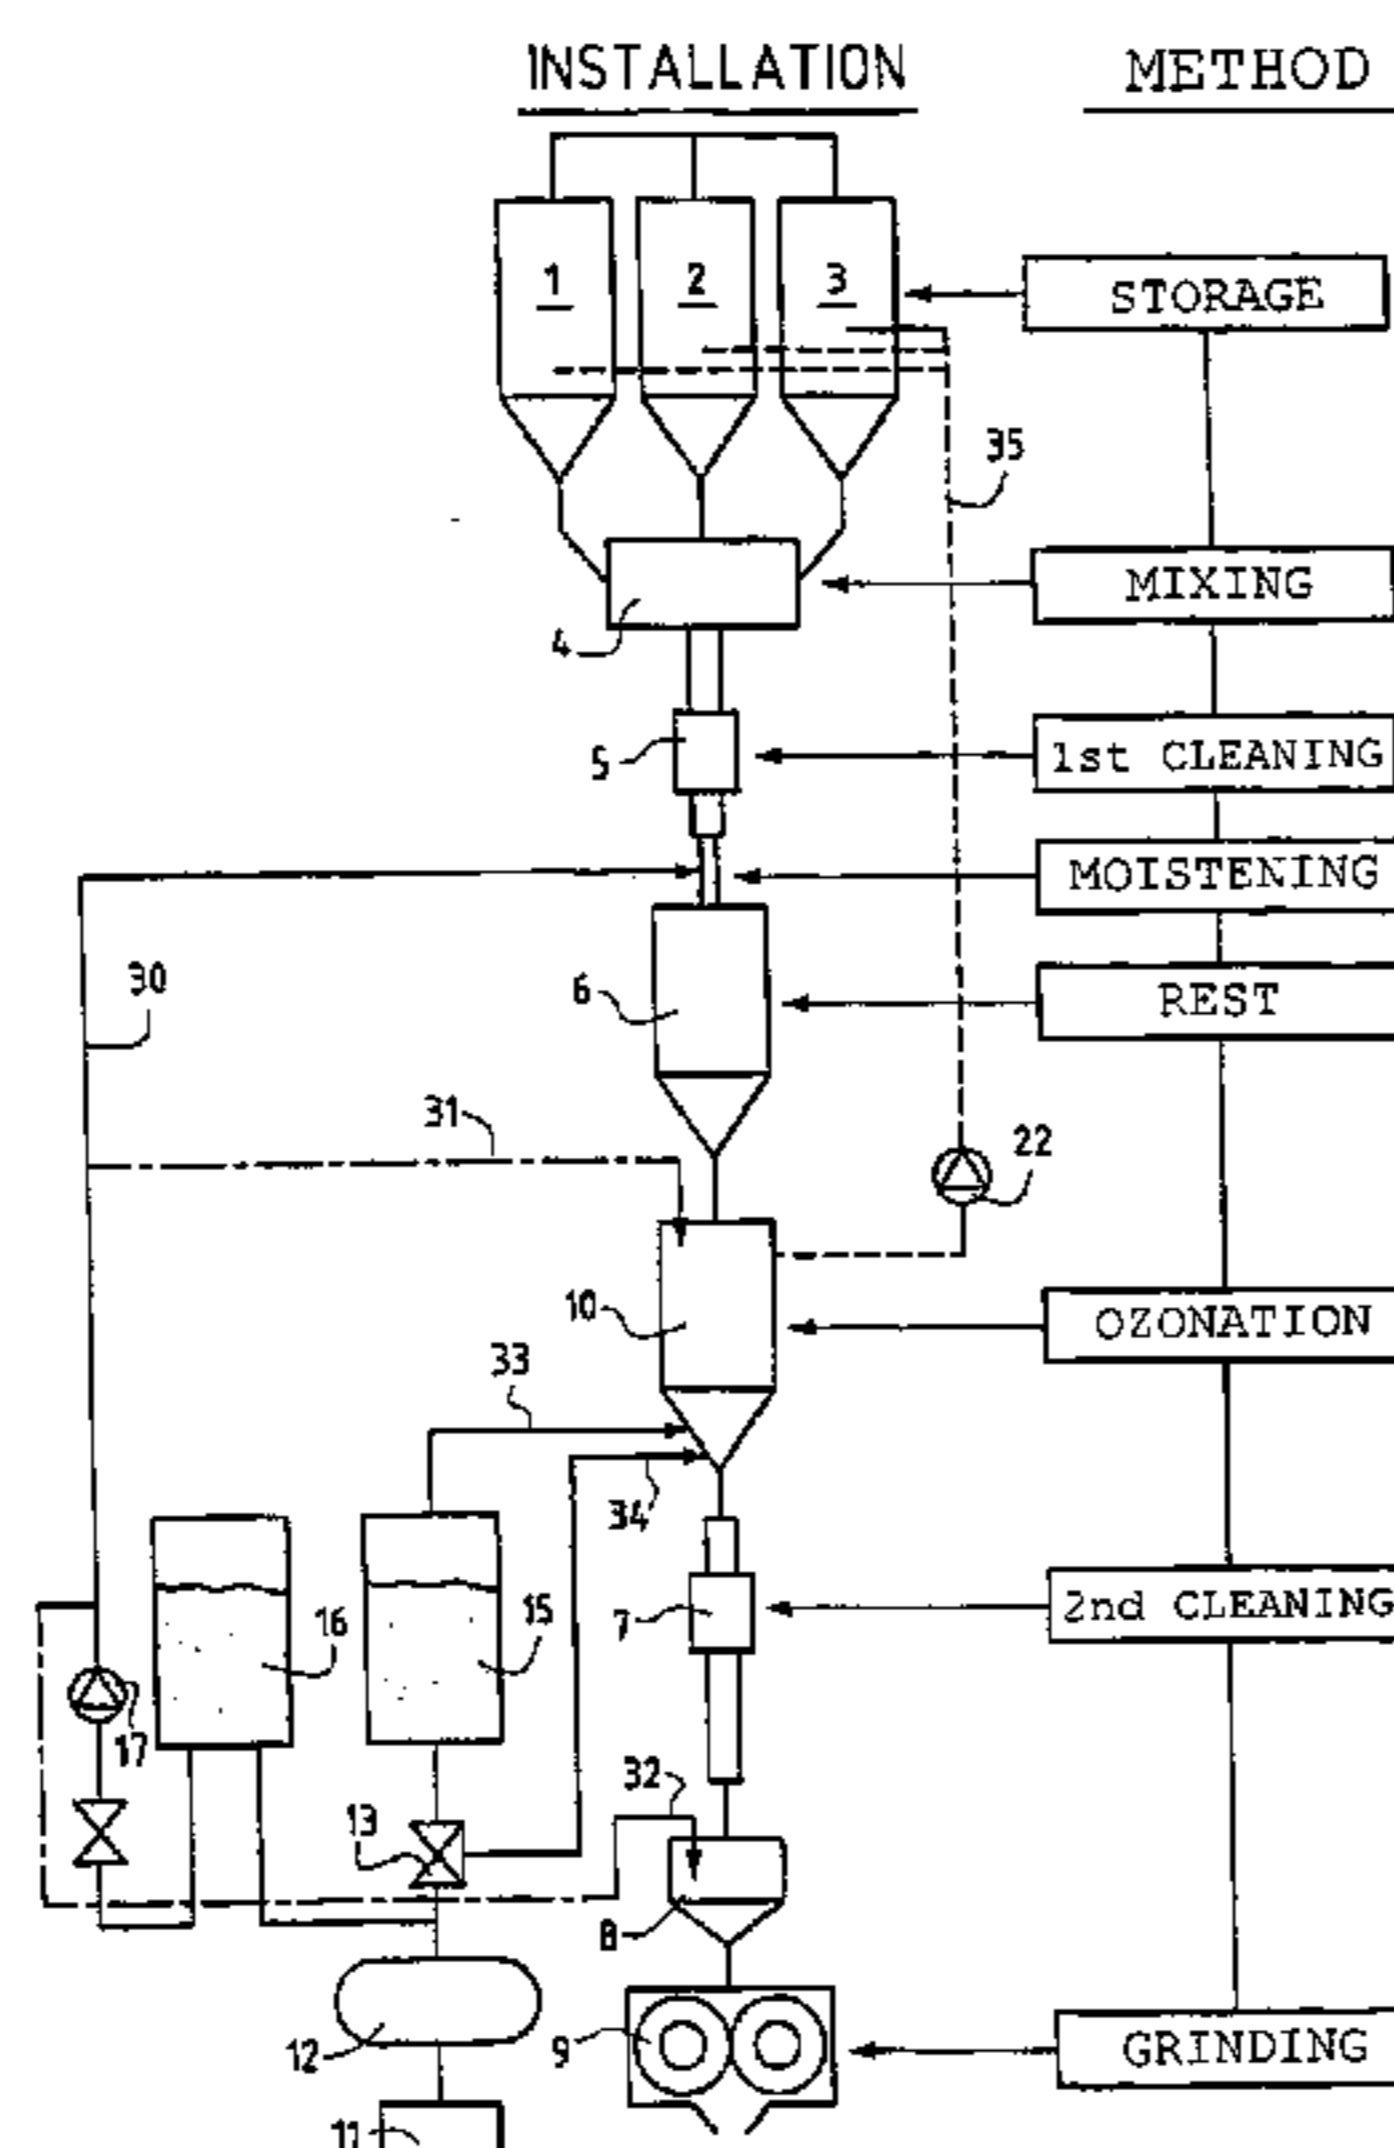 INSTALLATION METHOD
1 2 3 STORAGE
35
MIXING
4
5 1st CLEANING
MOISTENING
30 6 REST
31
22
10 OZONATION
33
34
16 15 7 2nd CLEANING
17
32
13
8
12 9 GRINDING
11